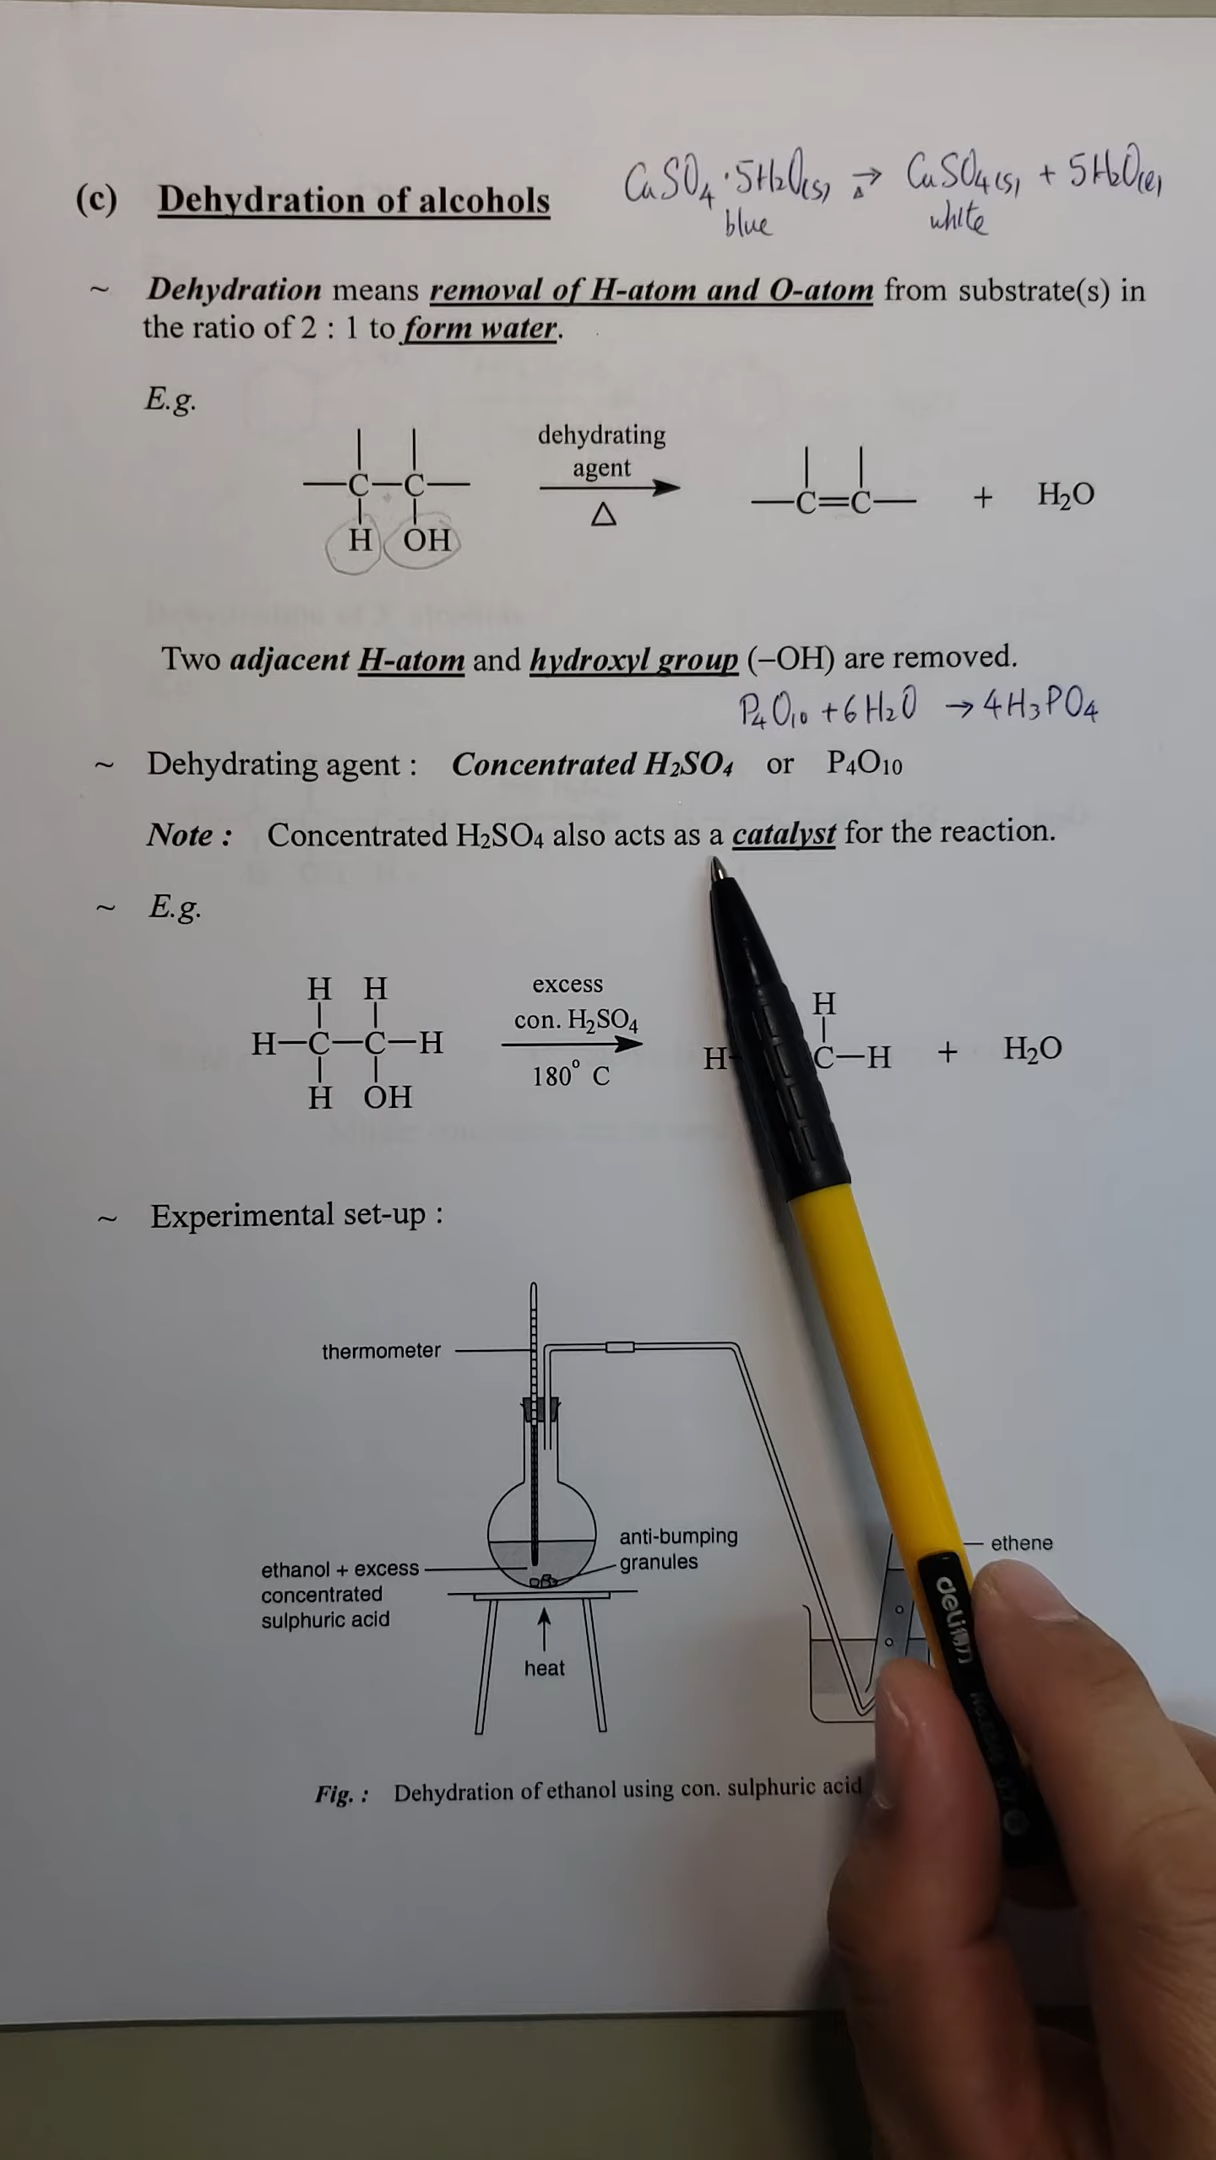 (c) Dehydration of alcohols
CuSO₄·5H₂O(s) →Δ CuSO₄(s) + 5H₂O(ℓ)
blue white
~ Dehydration means removal of H-atom and O-atom from substrate(s) in
the ratio of 2 : 1 to form water.
E.g.
dehydrating
agent
—C—C— —C=C— + H₂O
△
H OH
Two adjacent H-atom and hydroxyl group (–OH) are removed.
P₄O₁₀ + 6H₂O → 4H₃PO₄
~ Dehydrating agent : Concentrated H₂SO₄ or P₄O₁₀
Note : Concentrated H₂SO₄ also acts as a catalyst for the reaction.
~ E.g.
H H excess H
con. H₂SO₄
H—C—C—H H C—H + H₂O
180° C
H OH
~ Experimental set-up :
thermometer
anti-bumping
granules
ethene
ethanol + excess
concentrated
sulphuric acid
heat
Fig. : Dehydration of ethanol using con. sulphuric acid
deli